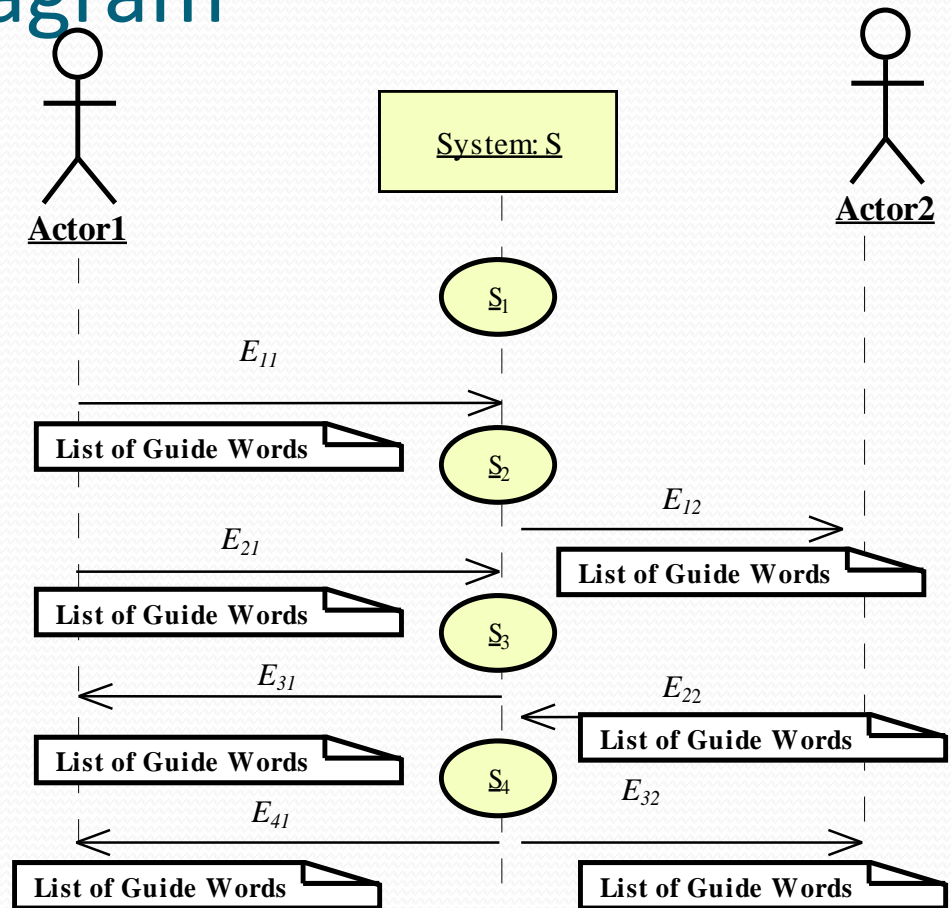 agram
System: S
Actor1
Actor2
S1
E11
List of Guide Words
S2
E12
E21
List of Guide Words
List of Guide Words
S3
E31
E22
List of Guide Words
List of Guide Words
S4
E32
E41
List of Guide Words
List of Guide Words